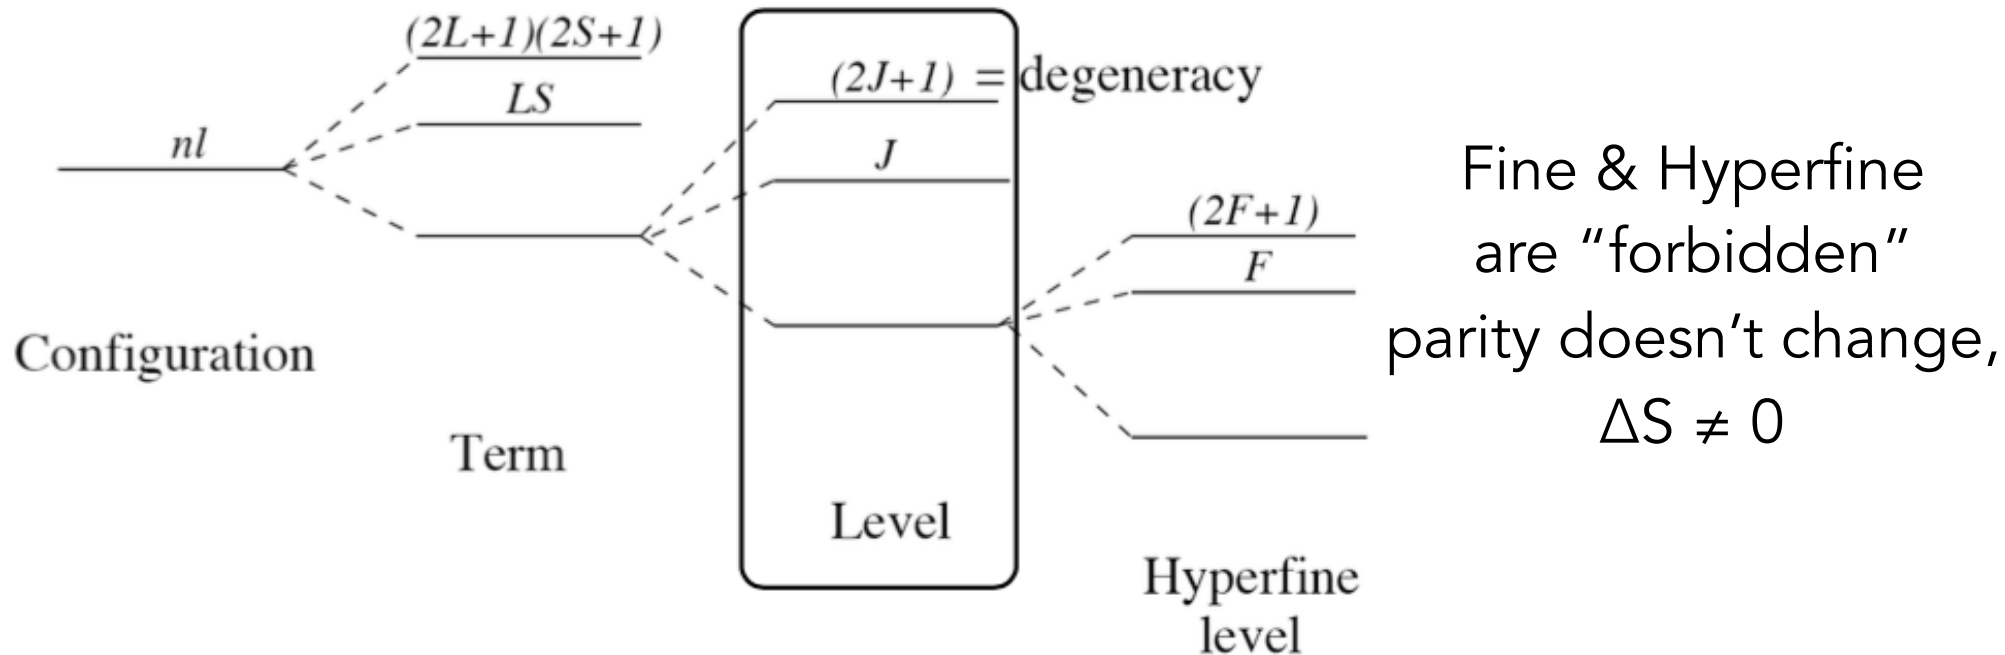 (2L+1)(2S+1)
LS
nl
(2J+1) = degeneracy
J
(2F+1)
F
Configuration
Term
Level
Hyperfine
level
Fine & Hyperfine
are “forbidden”
parity doesn’t change,
ΔS ≠ 0